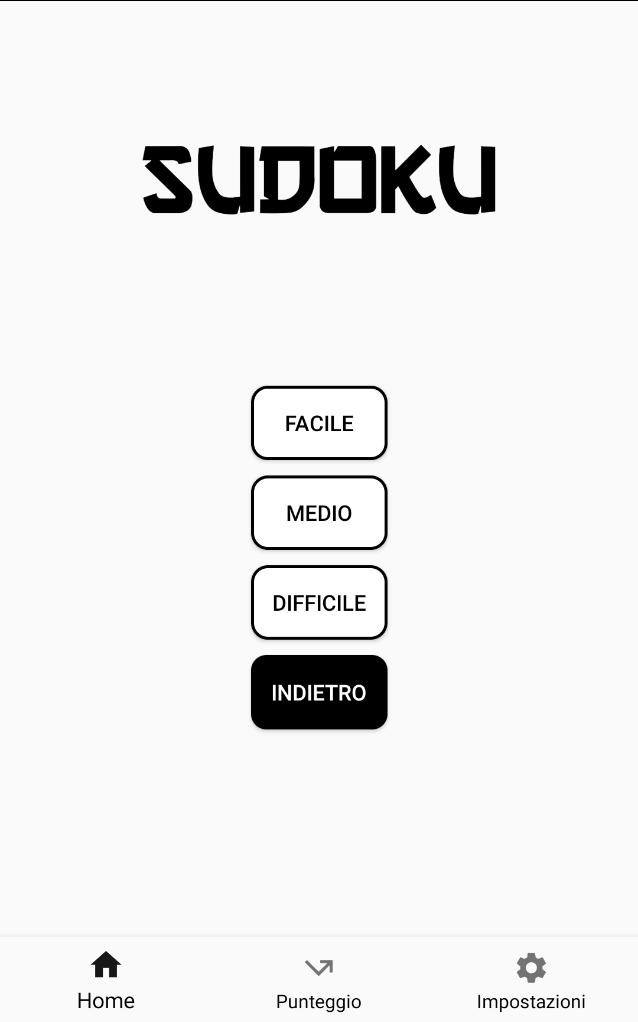 SUDOKU
FACILE
MEDIO
DIFFICILE
INDIETRO
Home
Punteggio
Impostazioni